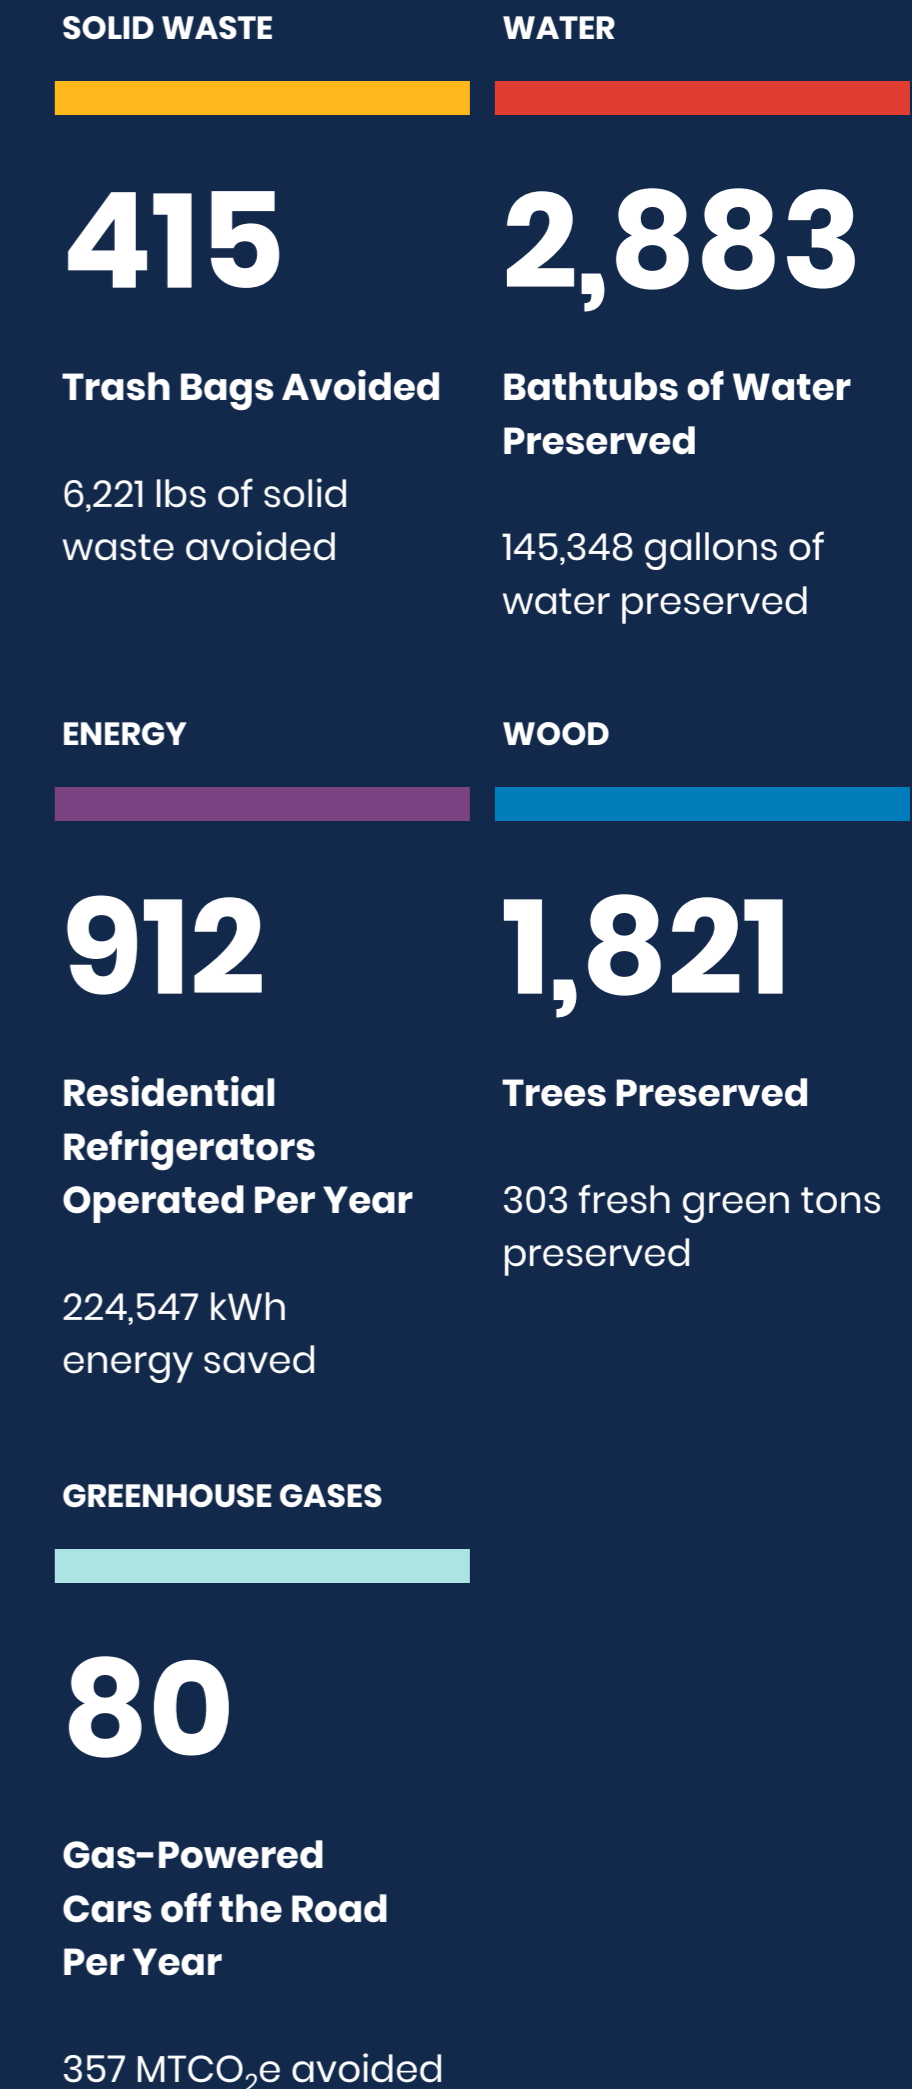 SOLID WASTE
415
Trash Bags Avoided
6,221 lbs of solid
waste avoided
WATER
2,883
Bathtubs of Water
Preserved
145,348 gallons of
water preserved
ENERGY
912
Residential
Refrigerators
Operated Per Year
224,547 kWh
energy saved
WOOD
1,821
Trees Preserved
303 fresh green tons
preserved
GREENHOUSE GASES
80
Gas-Powered
Cars off the Road
Per Year
357 MTCO₂e avoided